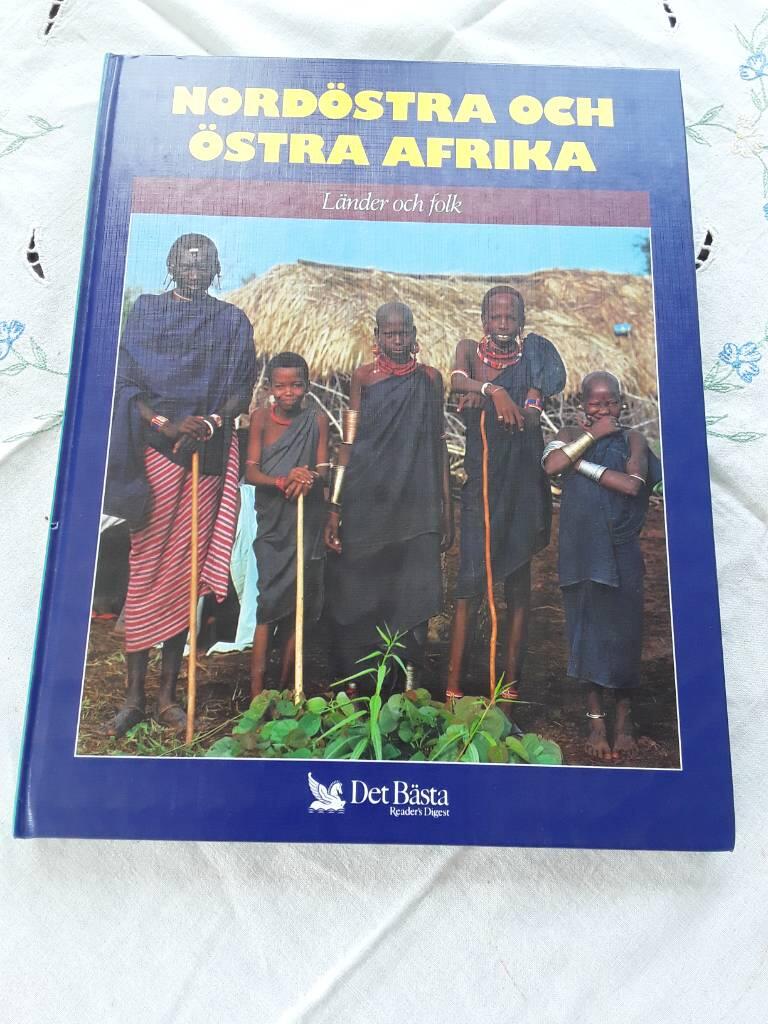 NORDÖSTRA OCH
ÖSTRA AFRIKA
Länder och folk
Det Bästa
Reader's Digest